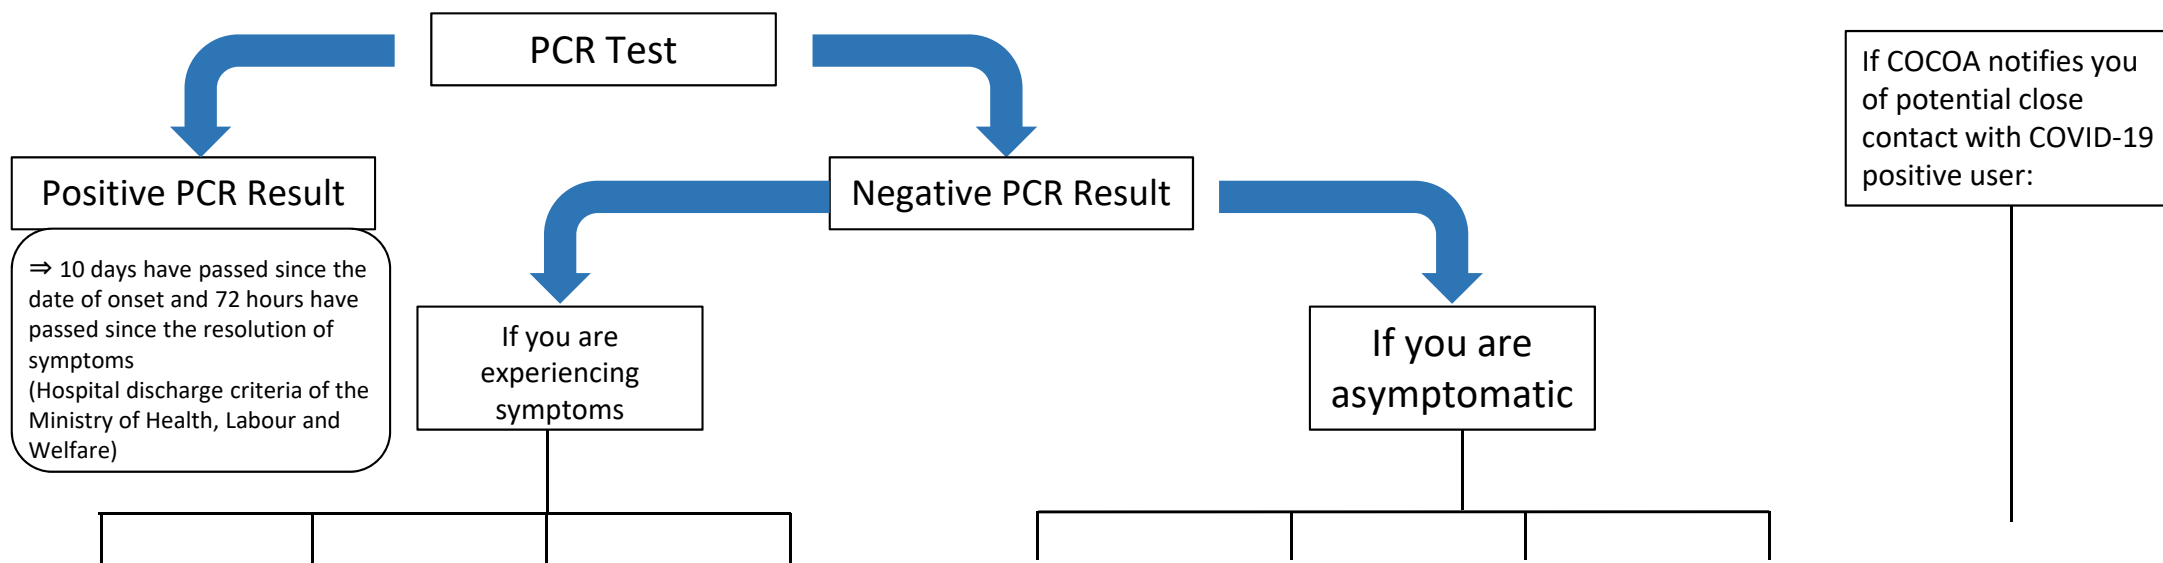 PCR Test
If COCOA notifies you
of potential close
contact with COVID-19
positive user:
Positive PCR Result
Negative PCR Result
⇒ 10 days have passed since the
date of onset and 72 hours have
passed since the resolution of
symptoms
(Hospital discharge criteria of the
Ministry of Health, Labour and
Welfare)
If you are
experiencing
symptoms
If you are
asymptomatic